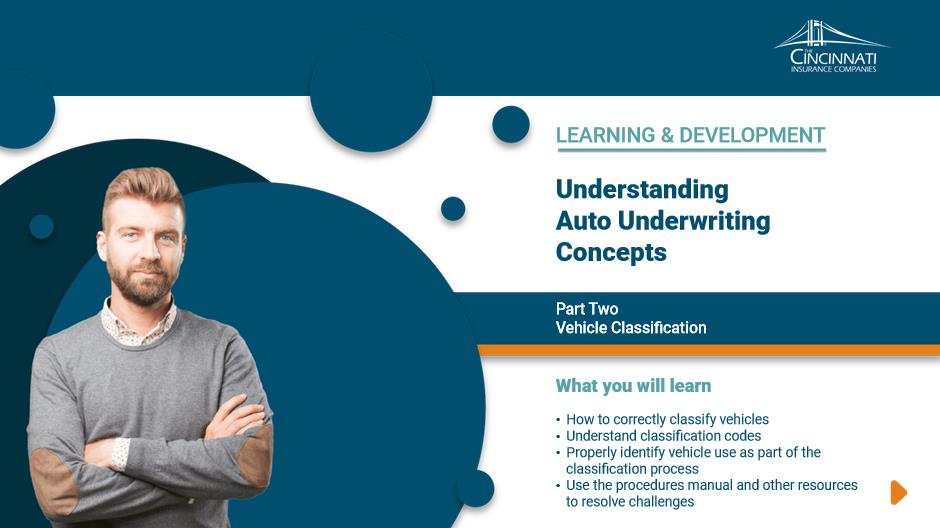 THE
CINCINNATI
INSURANCE COMPANIES
LEARNING & DEVELOPMENT
Understanding
Auto Underwriting
Concepts
Part Two
Vehicle Classification
What you will learn
• How to correctly classify vehicles
• Understand classification codes
• Properly identify vehicle use as part of the
classification process
• Use the procedures manual and other resources
to resolve challenges